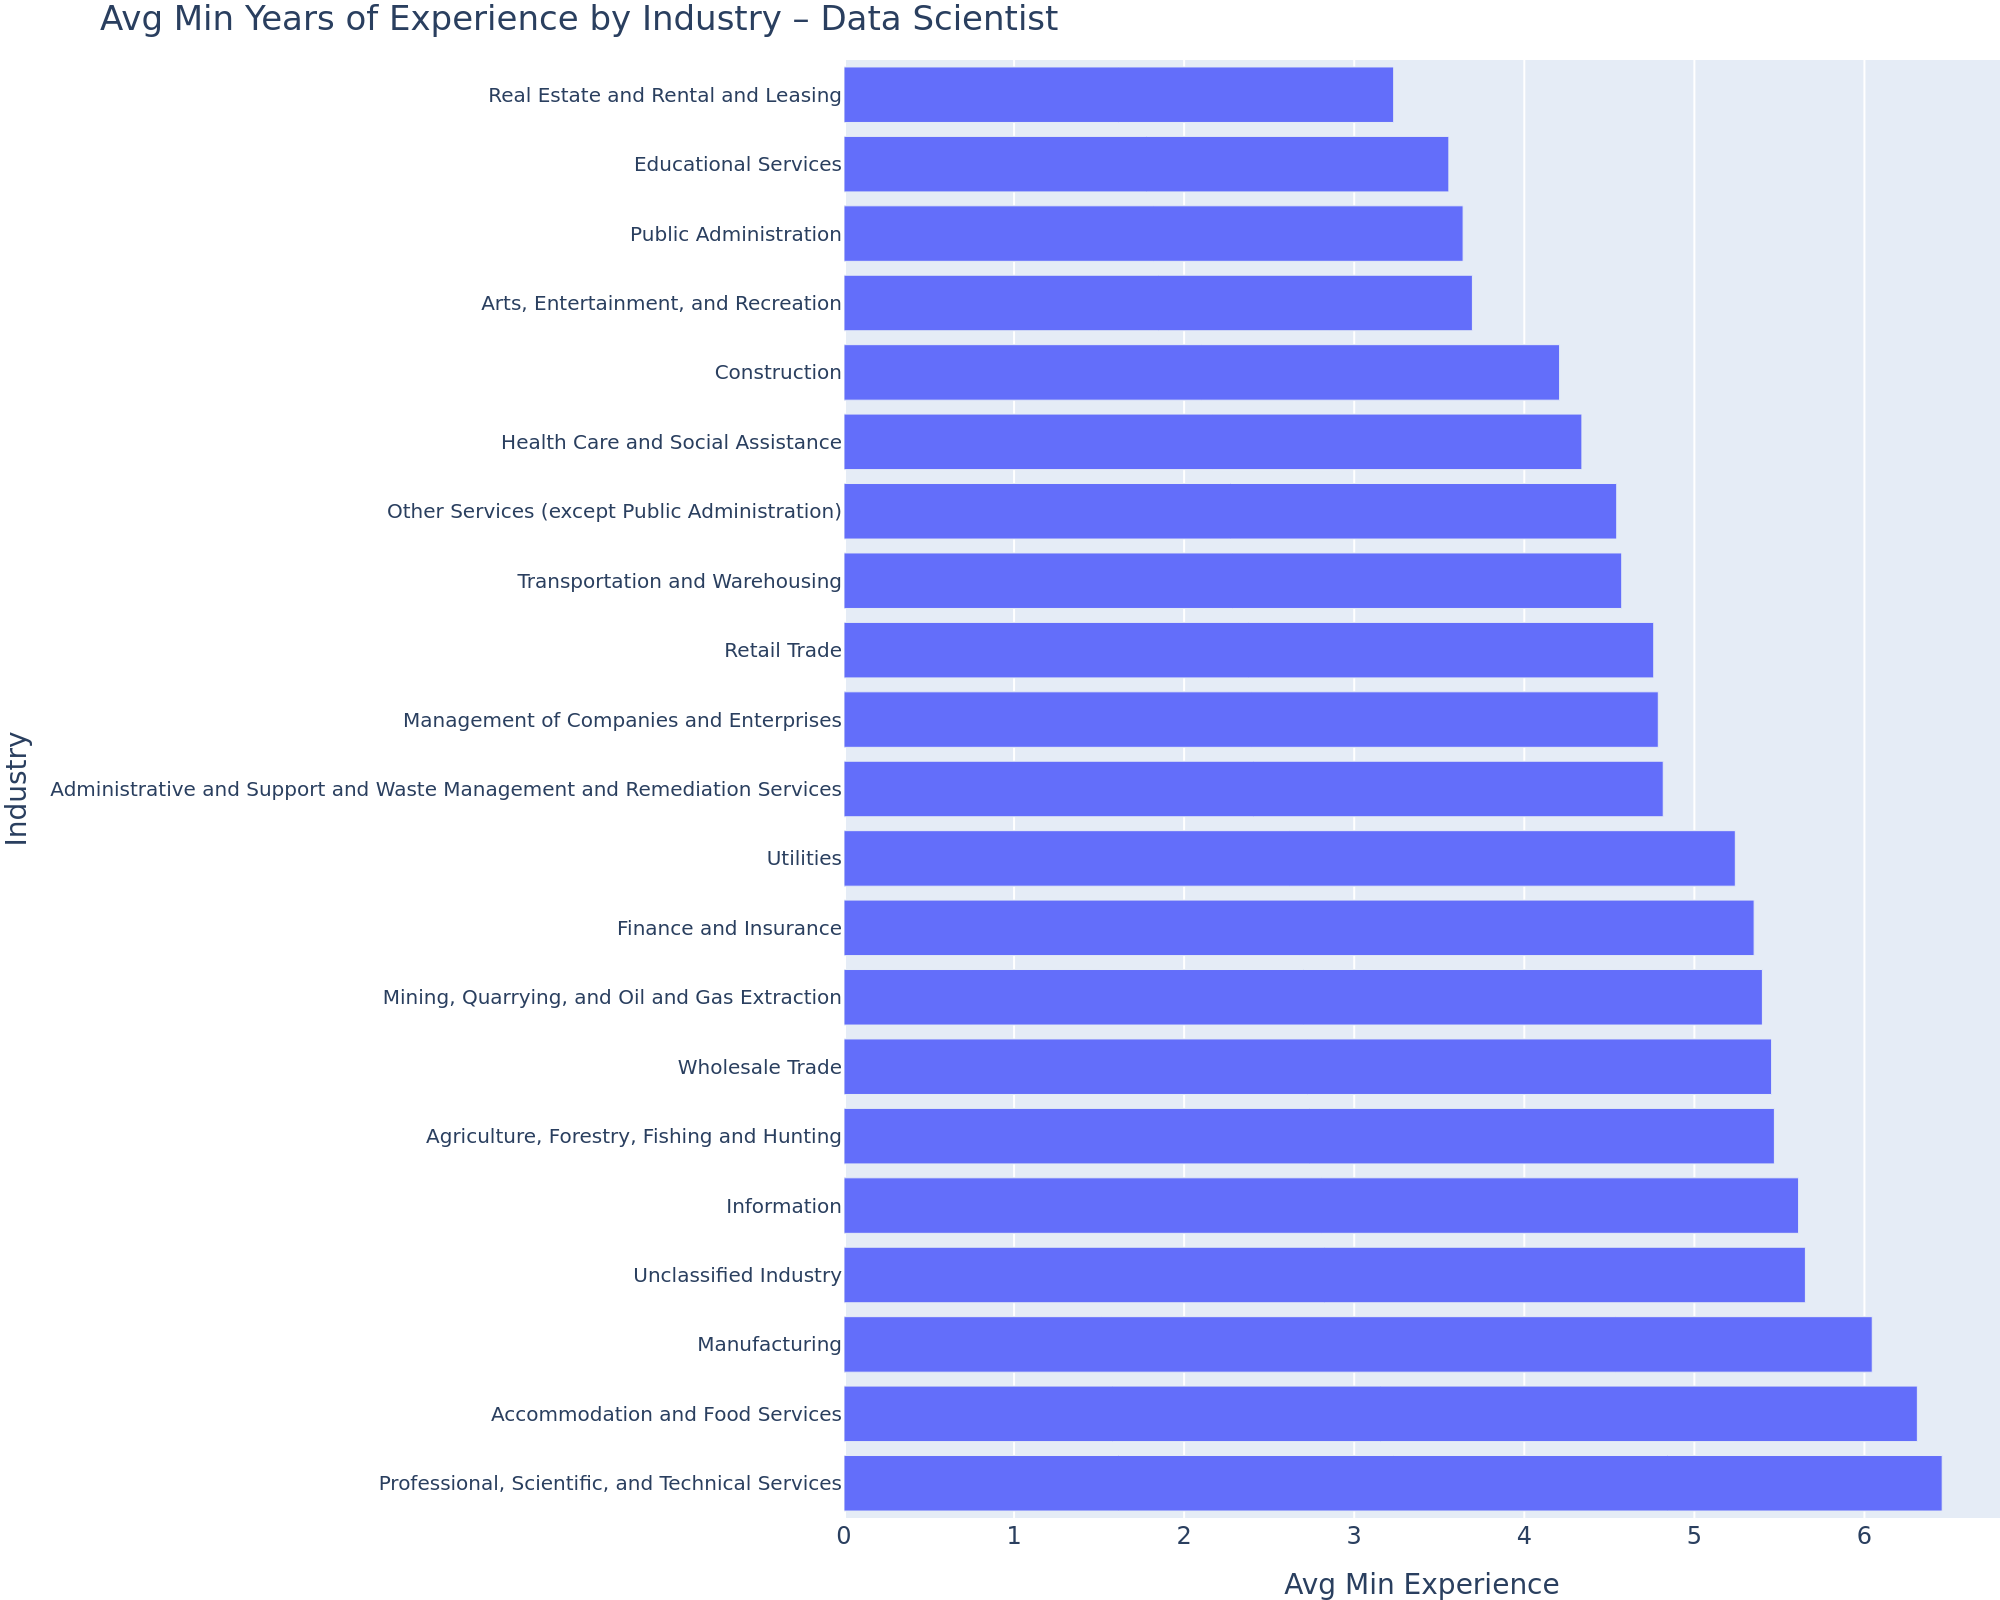 Avg Min Years of Experience by Industry – Data Scientist
Real Estate and Rental and Leasing
Educational Services
Public Administration
Arts, Entertainment, and Recreation
Construction
Health Care and Social Assistance
Other Services (except Public Administration)
Transportation and Warehousing
Retail Trade
Management of Companies and Enterprises
Administrative and Support and Waste Management and Remediation Services
Utilities
Finance and Insurance
Mining, Quarrying, and Oil and Gas Extraction
Wholesale Trade
Agriculture, Forestry, Fishing and Hunting
Information
Unclassified Industry
Manufacturing
Accommodation and Food Services
Professional, Scientific, and Technical Services
Industry
0 1 2 3 4 5 6
Avg Min Experience